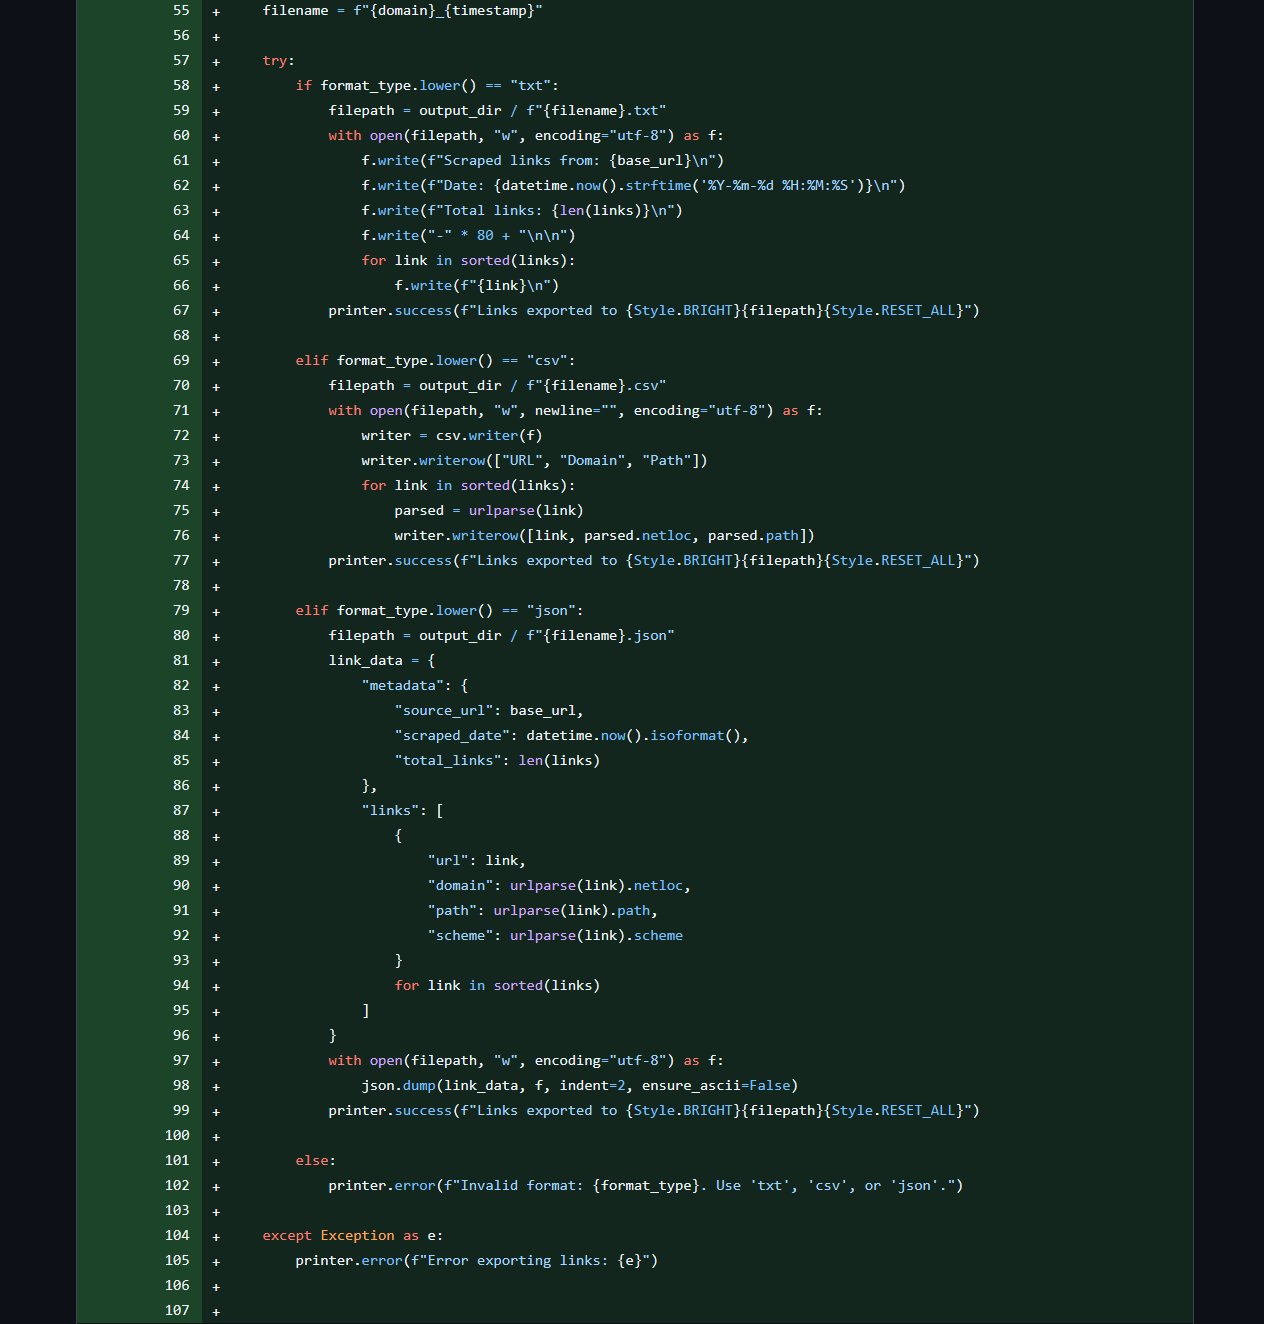 55 +     filename = f"{domain}_{timestamp}"
56 +
57 +     try:
58 +         if format_type.lower() == "txt":
59 +             filepath = output_dir / f"{filename}.txt"
60 +             with open(filepath, "w", encoding="utf-8") as f:
61 +                 f.write(f"Scraped links from: {base_url}\n")
62 +                 f.write(f"Date: {datetime.now().strftime('%Y-%m-%d %H:%M:%S')}\n")
63 +                 f.write(f"Total links: {len(links)}\n")
64 +                 f.write("-" * 80 + "\n\n")
65 +                 for link in sorted(links):
66 +                     f.write(f"{link}\n")
67 +             printer.success(f"Links exported to {Style.BRIGHT}{filepath}{Style.RESET_ALL}")
68 +
69 +         elif format_type.lower() == "csv":
70 +             filepath = output_dir / f"{filename}.csv"
71 +             with open(filepath, "w", newline="", encoding="utf-8") as f:
72 +                 writer = csv.writer(f)
73 +                 writer.writerow(["URL", "Domain", "Path"])
74 +                 for link in sorted(links):
75 +                     parsed = urlparse(link)
76 +                     writer.writerow([link, parsed.netloc, parsed.path])
77 +             printer.success(f"Links exported to {Style.BRIGHT}{filepath}{Style.RESET_ALL}")
78 +
79 +         elif format_type.lower() == "json":
80 +             filepath = output_dir / f"{filename}.json"
81 +             link_data = {
82 +                 "metadata": {
83 +                     "source_url": base_url,
84 +                     "scraped_date": datetime.now().isoformat(),
85 +                     "total_links": len(links)
86 +                 },
87 +                 "links": [
88 +                     {
89 +                         "url": link,
90 +                         "domain": urlparse(link).netloc,
91 +                         "path": urlparse(link).path,
92 +                         "scheme": urlparse(link).scheme
93 +                     }
94 +                     for link in sorted(links)
95 +                 ]
96 +             }
97 +             with open(filepath, "w", encoding="utf-8") as f:
98 +                 json.dump(link_data, f, indent=2, ensure_ascii=False)
99 +             printer.success(f"Links exported to {Style.BRIGHT}{filepath}{Style.RESET_ALL}")
100 +
101 +         else:
102 +             printer.error(f"Invalid format: {format_type}. Use 'txt', 'csv', or 'json'.")
103 +
104 +     except Exception as e:
105 +         printer.error(f"Error exporting links: {e}")
106 +
107 +